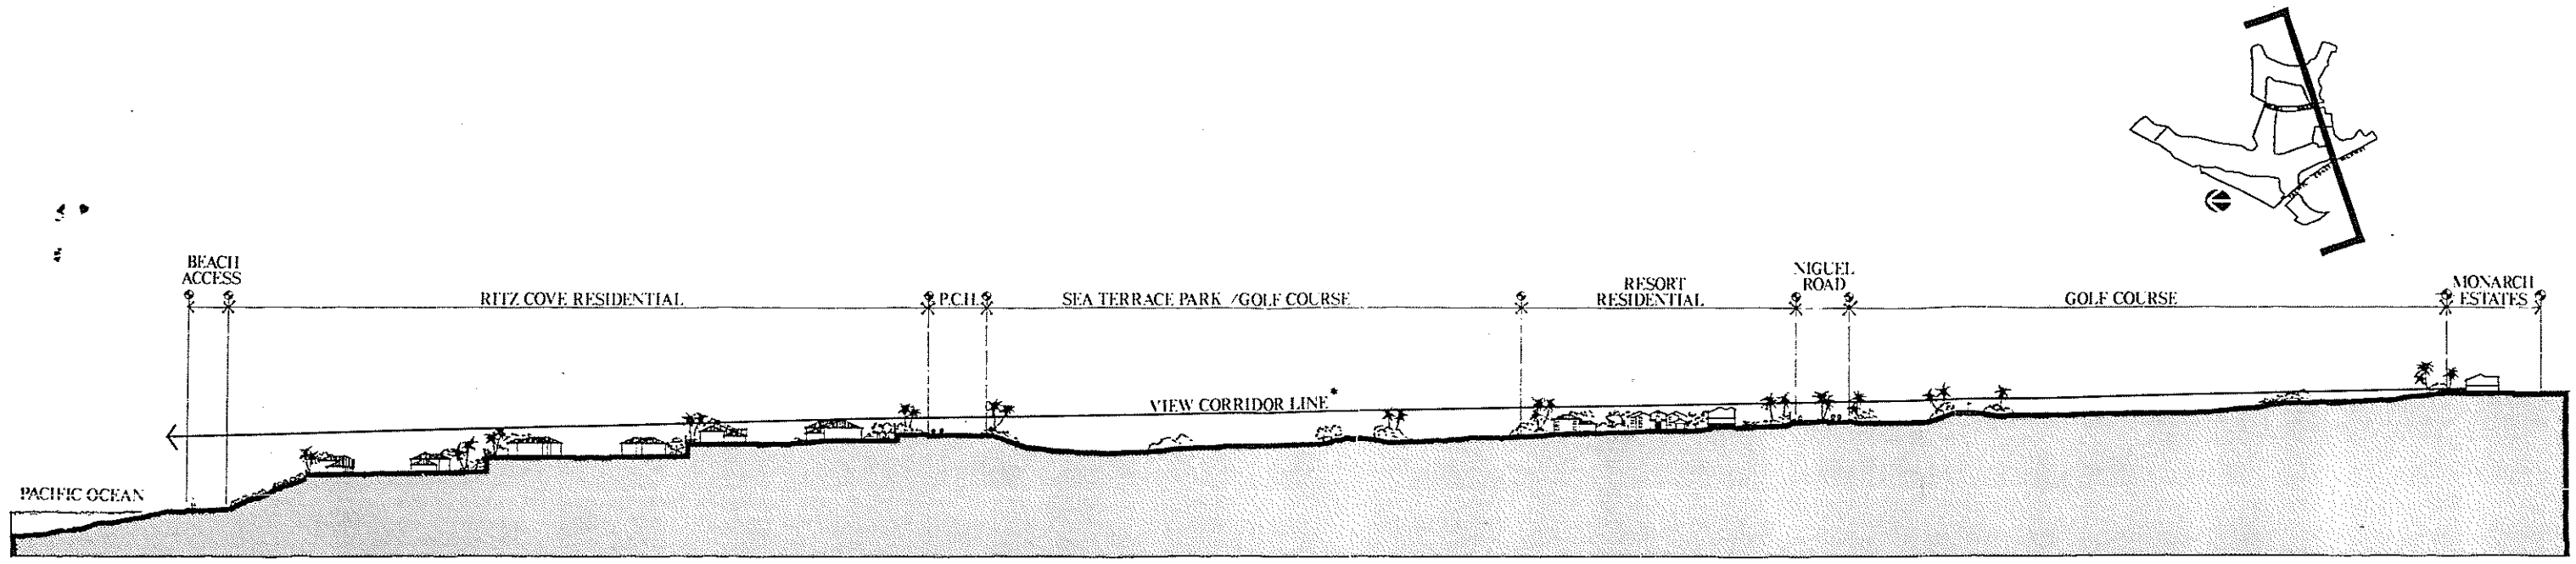 BEACH
ACCESS
RITZ COVE RESIDENTIAL
P.C.H.
SEA TERRACE PARK / GOLF COURSE
RESORT
RESIDENTIAL
NIGUEL
ROAD
GOLF COURSE
MONARCH
ESTATES
VIEW CORRIDOR LINE*
PACIFIC OCEAN